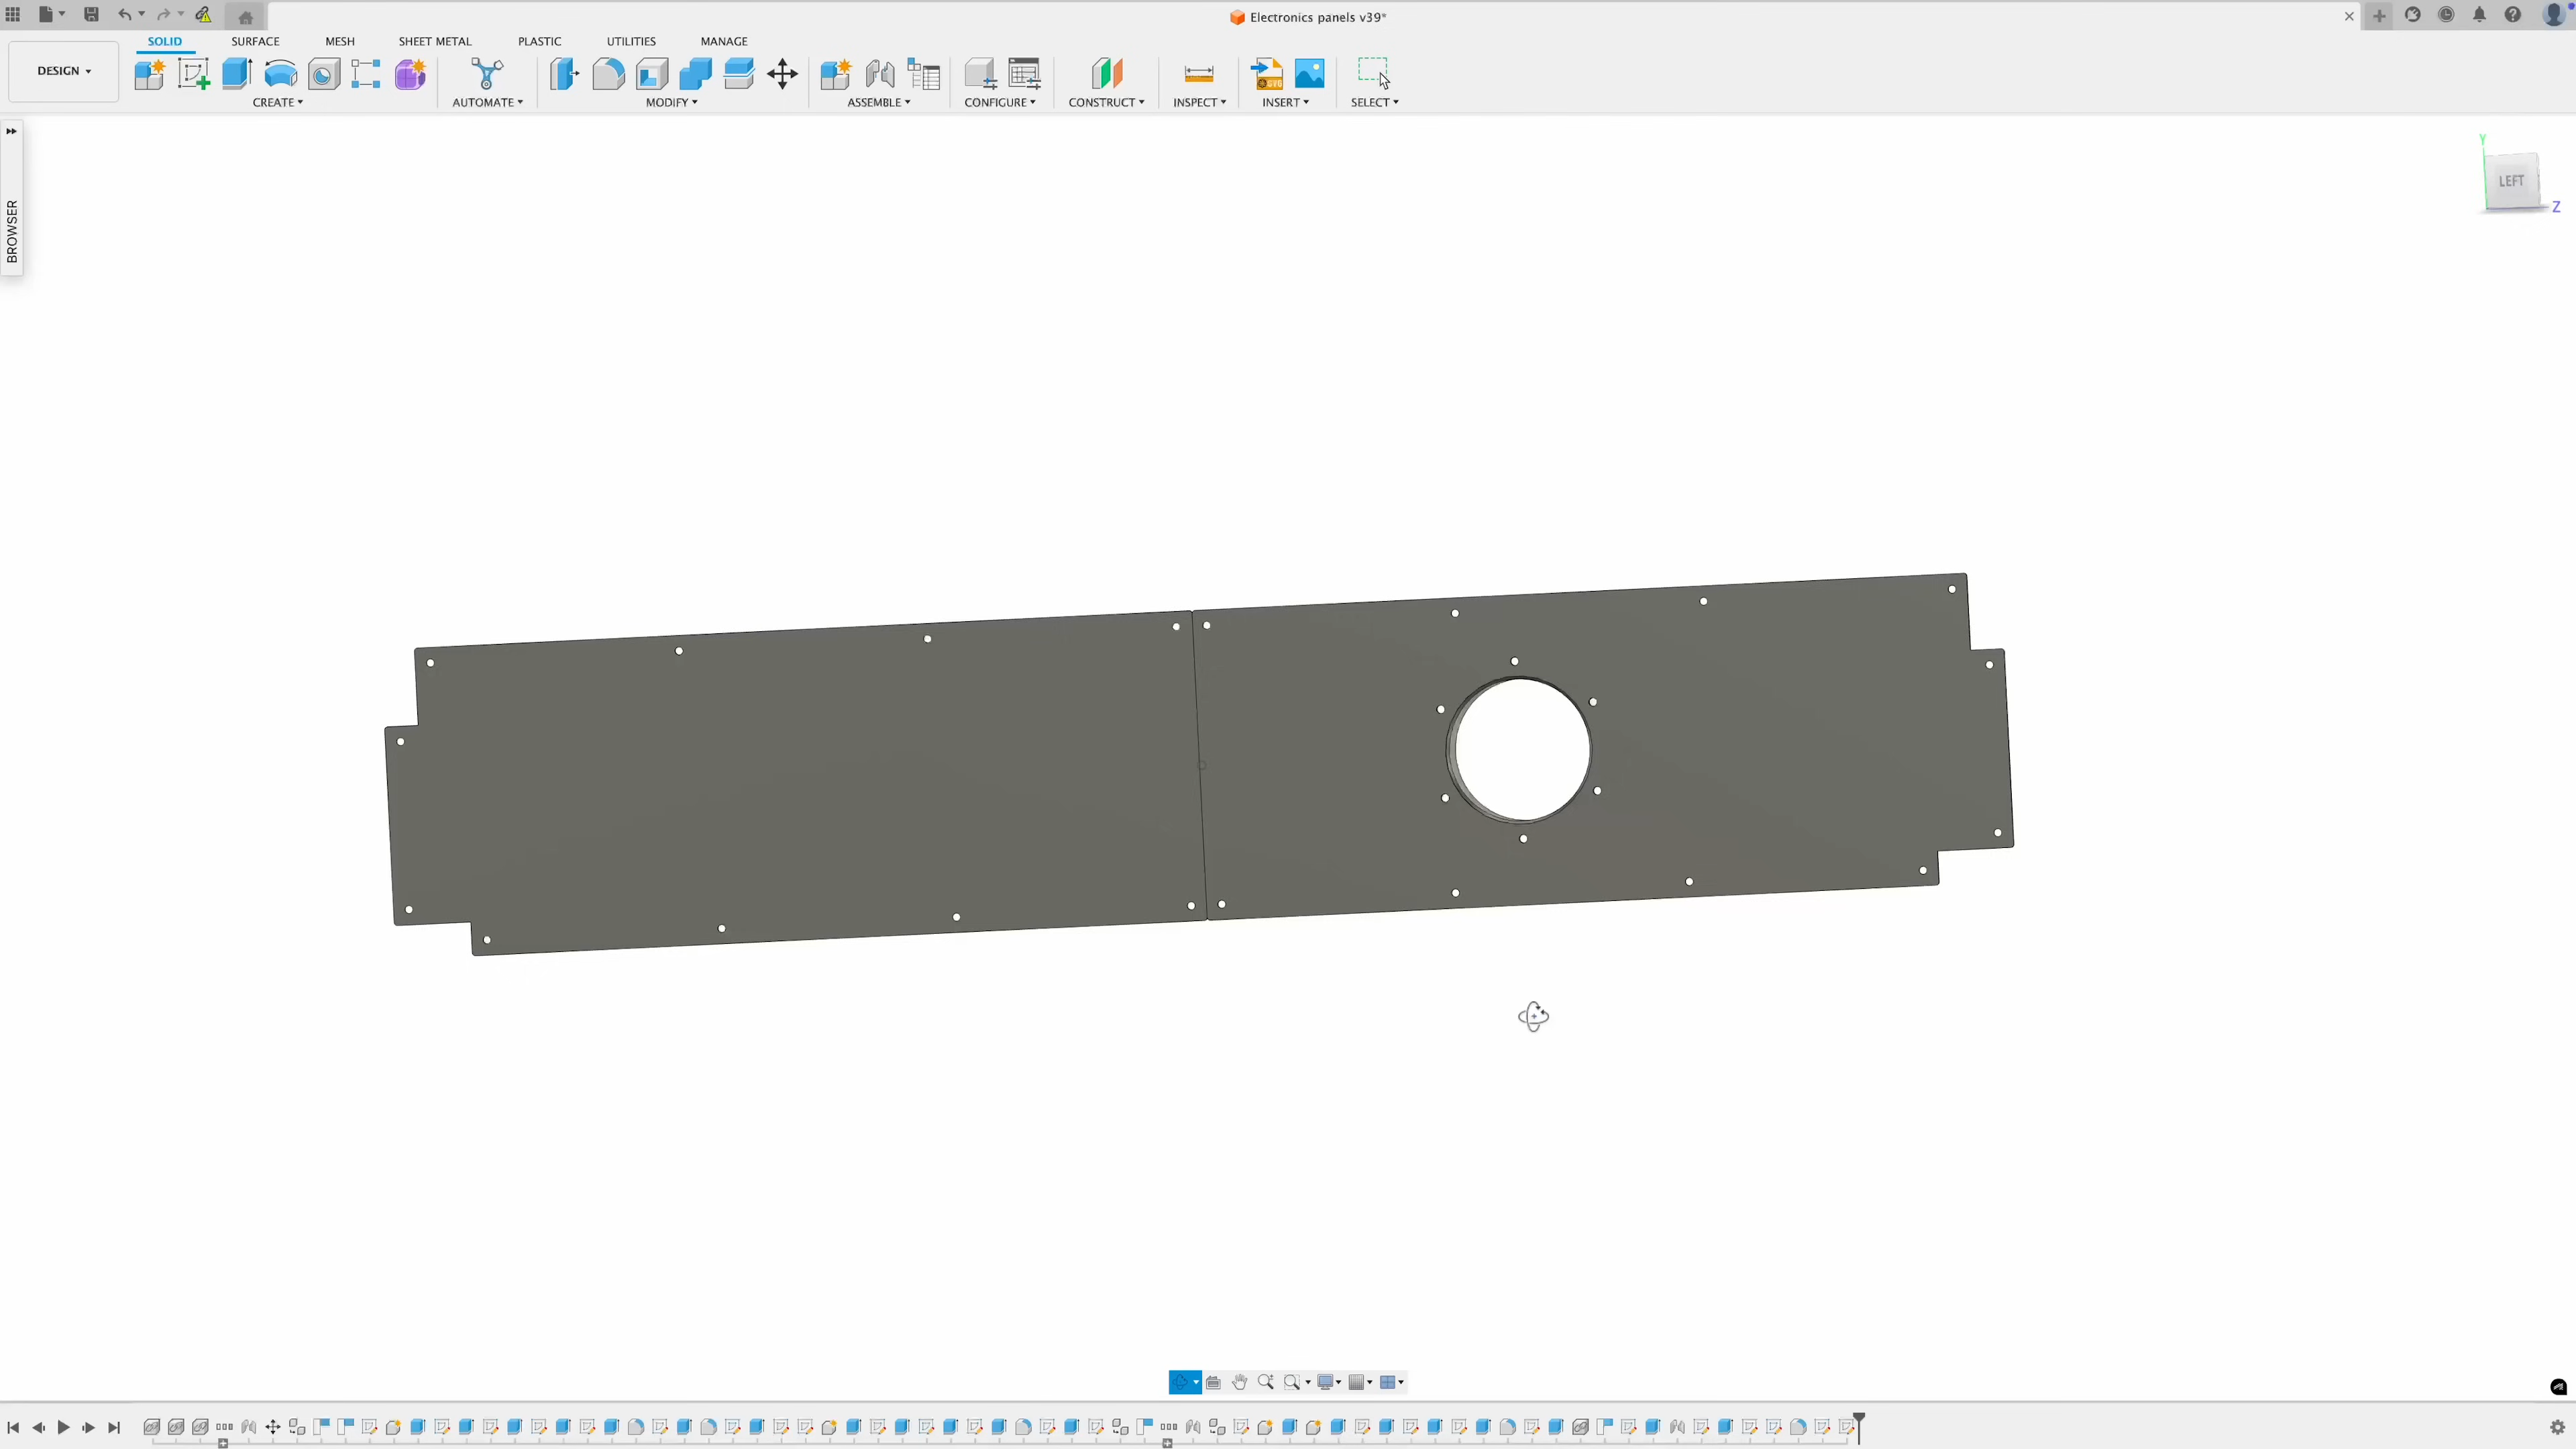 Electronics panels v39*
SOLID SURFACE MESH SHEET METAL PLASTIC UTILITIES MANAGE
DESIGN
CREATE AUTOMATE MODIFY ASSEMBLE CONFIGURE CONSTRUCT INSPECT INSERT SELECT
BROWSER
Y
LEFT
Z